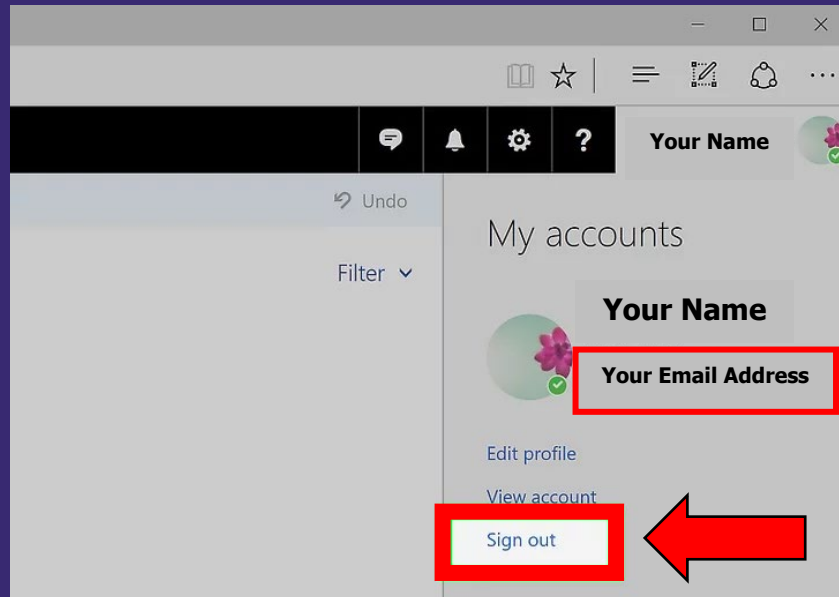 ?
Your Name
Undo
My accounts
Filter
Your Name
Your Email Address
Edit profile
View account
Sign out